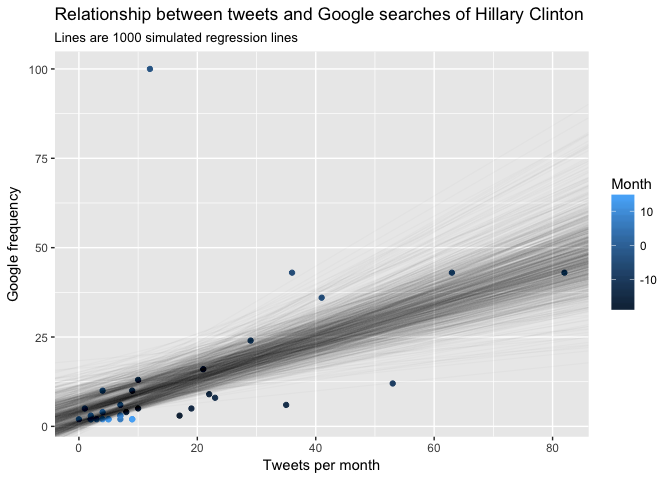 Relationship between tweets and Google searches of Hillary Clinton
Lines are 1000 simulated regression lines
100
75
50
25
0
Google frequency
0 20 40 60 80
Tweets per month
Month
10
0
-10